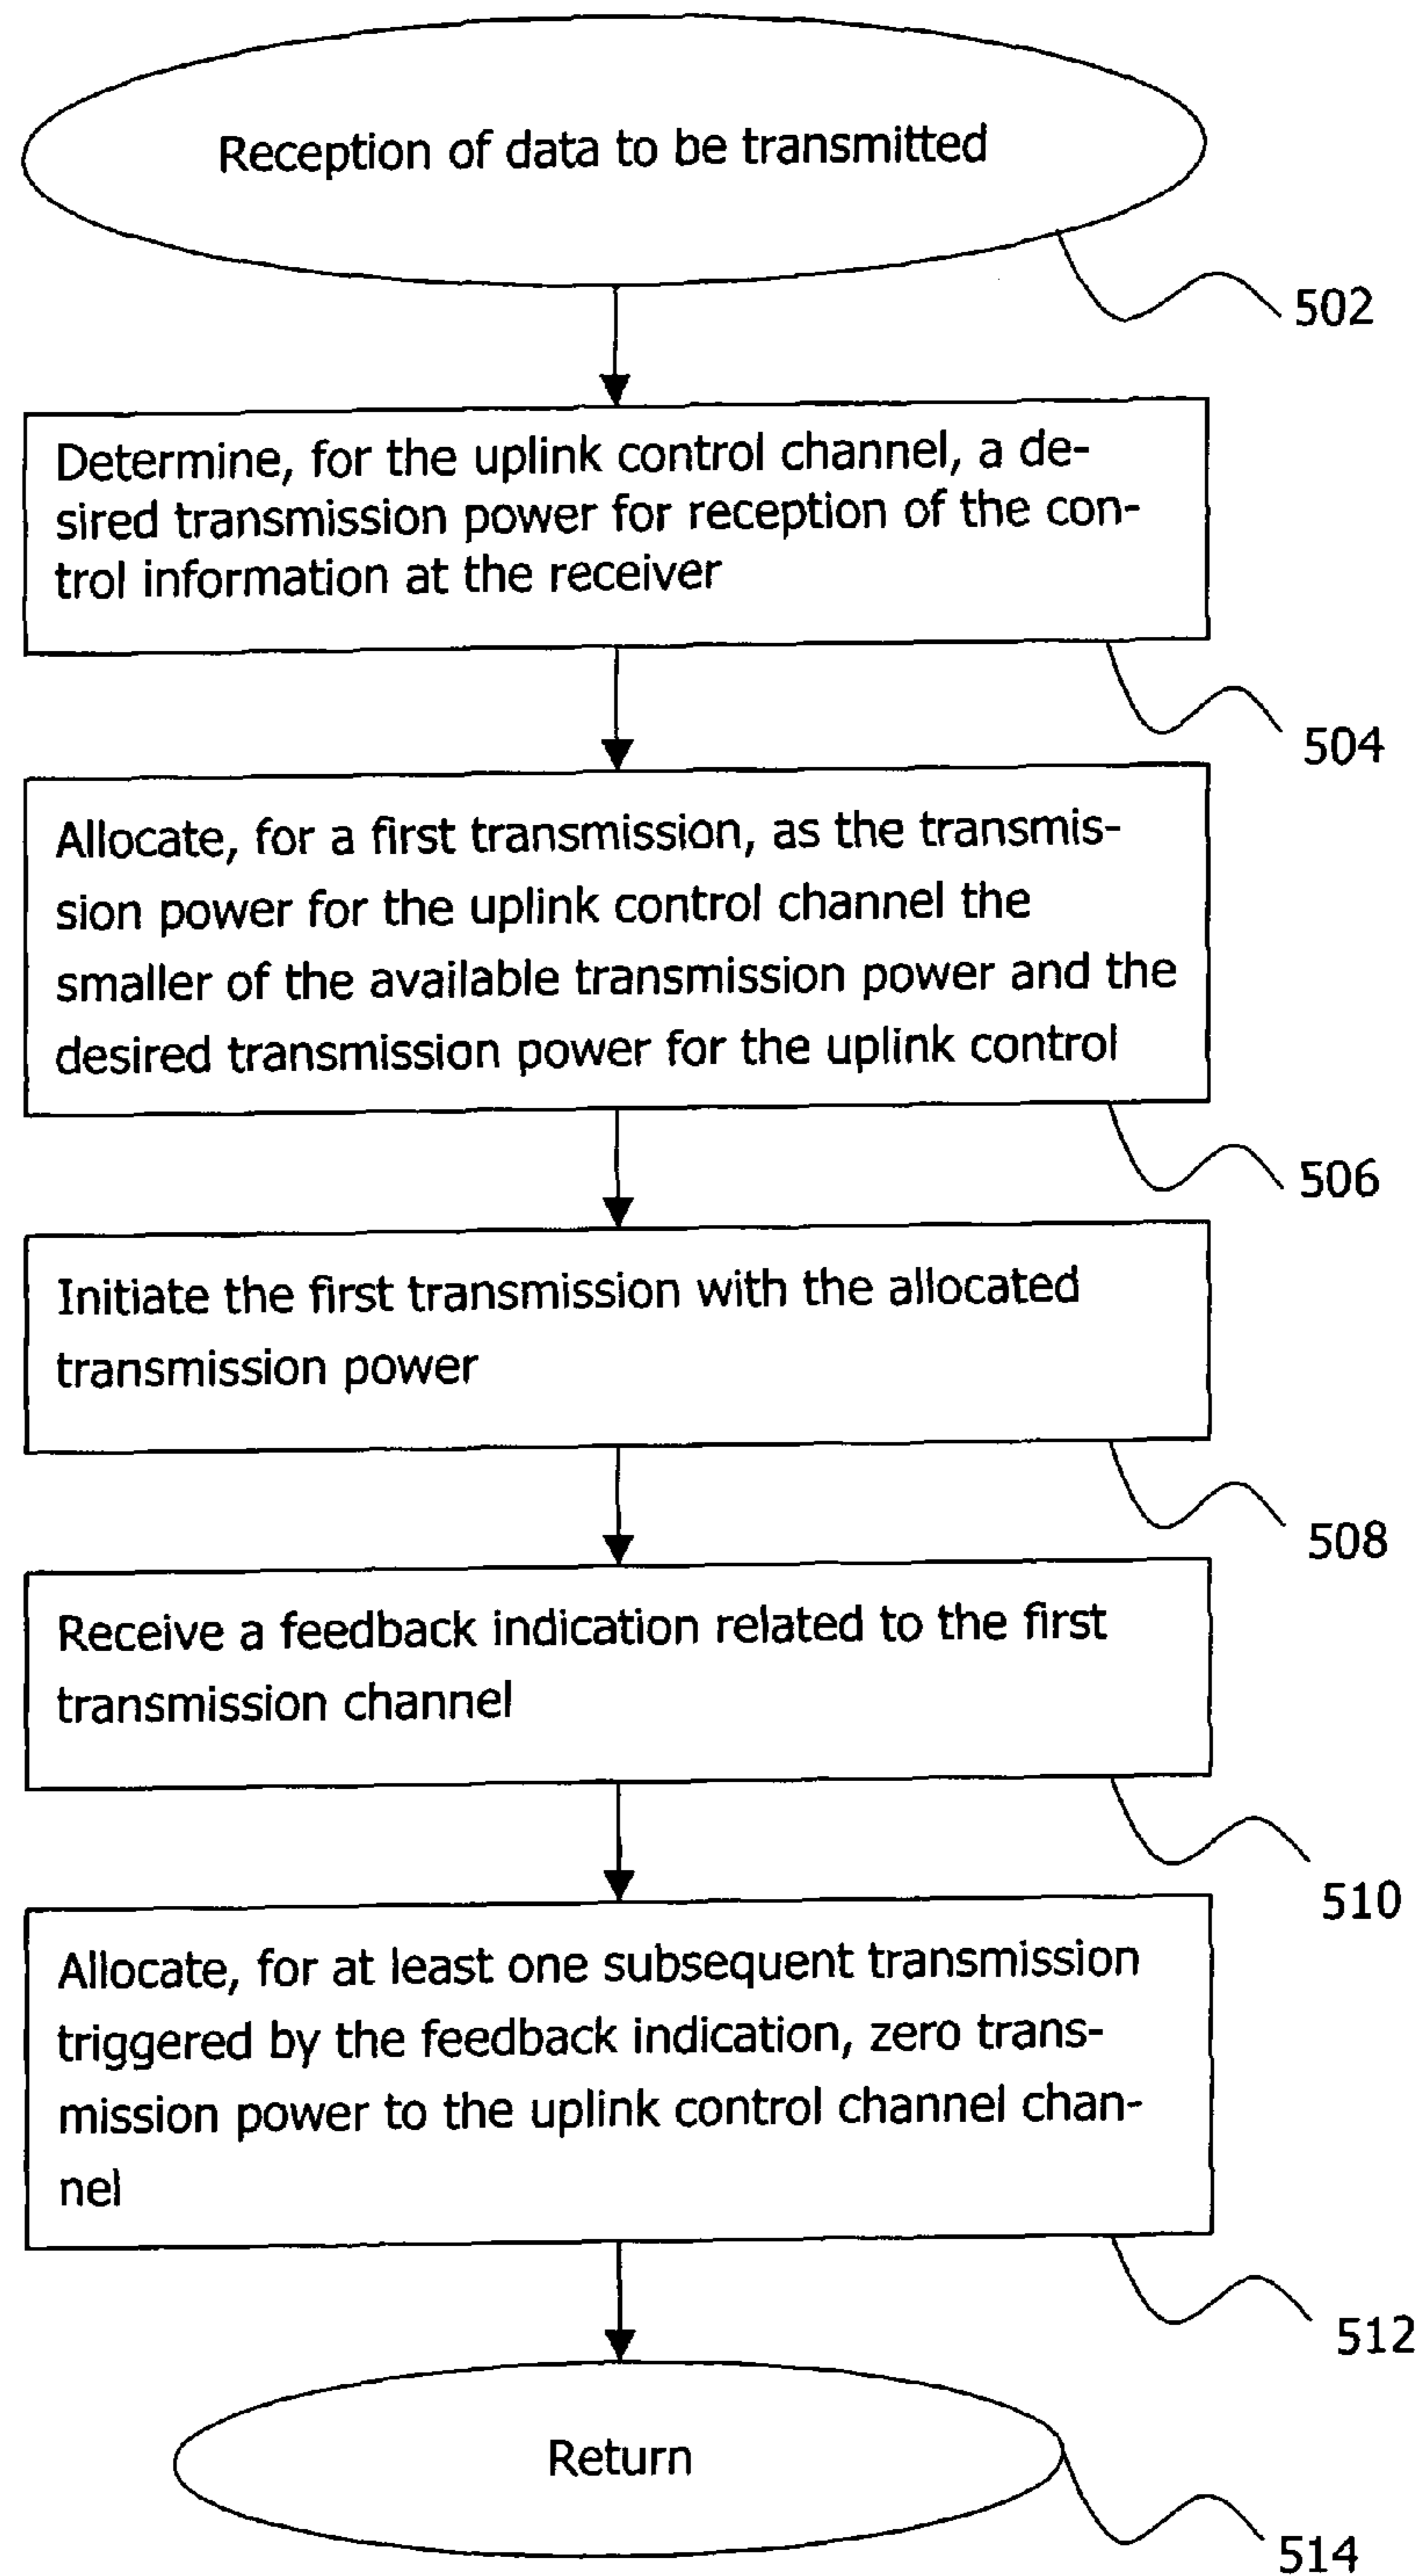 Reception of data to be transmitted
502
Determine, for the uplink control channel, a de-
sired transmission power for reception of the con-
trol information at the receiver
504
Allocate, for a first transmission, as the transmis-
sion power for the uplink control channel the
smaller of the available transmission power and the
desired transmission power for the uplink control
506
Initiate the first transmission with the allocated
transmission power
508
Receive a feedback indication related to the first
transmission channel
510
Allocate, for at least one subsequent transmission
triggered by the feedback indication, zero trans-
mission power to the uplink control channel chan-
nel
512
Return
514